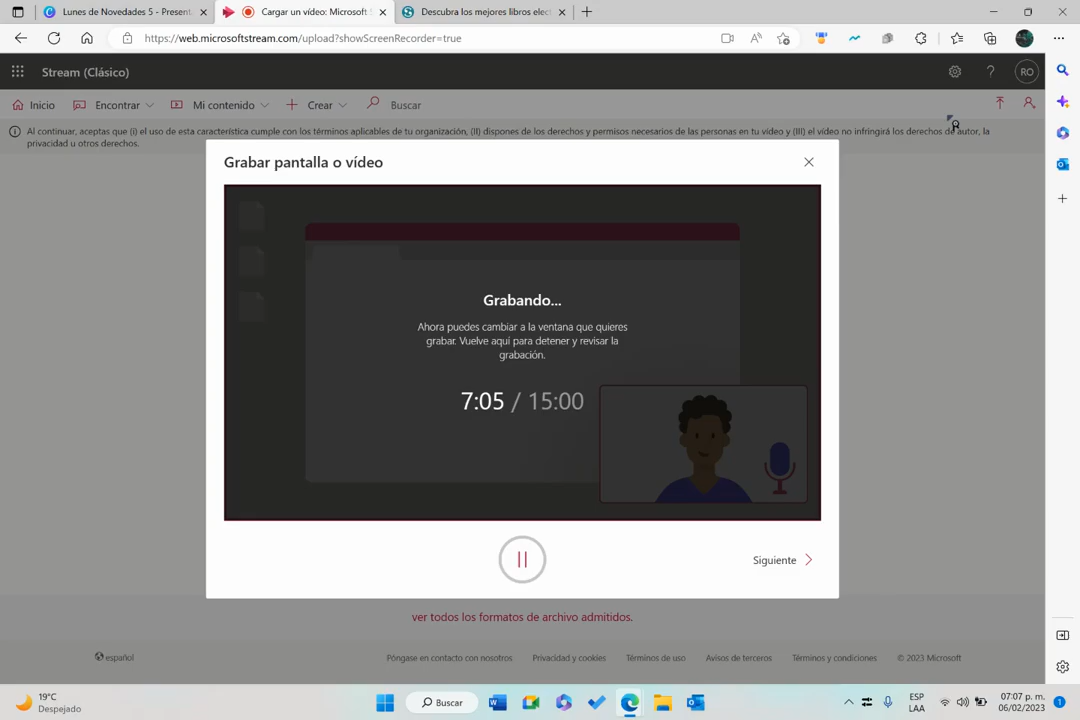 Lunes de Novedades 5 - Present
Cargar un vídeo: Microsoft S
Descubra los mejores libros elect
https://web.microsoftstream.com/upload?showScreenRecorder=true
Stream (Clásico)
RO
Inicio
Encontrar
Mi contenido
Crear
Buscar
Al continuar, aceptas que (i) el uso de esta característica cumple con los términos aplicables de tu organización, (II) dispones de los derechos y permisos necesarios de las personas en tu vídeo y (III) el vídeo no infringirá los derechos de autor, la
privacidad u otros derechos.
Grabar pantalla o vídeo
Grabando...
Ahora puedes cambiar a la ventana que quieres
grabar. Vuelve aquí para detener y revisar la
grabación.
7:05 / 15:00
Siguiente
ver todos los formatos de archivo admitidos.
español
Póngase en contacto con nosotros
Privacidad y cookies
Términos de uso
Avisos de terceros
Términos y condiciones
© 2023 Microsoft
19°C
Despejado
Buscar
ESP
LAA
07:07 p. m.
06/02/2023
1